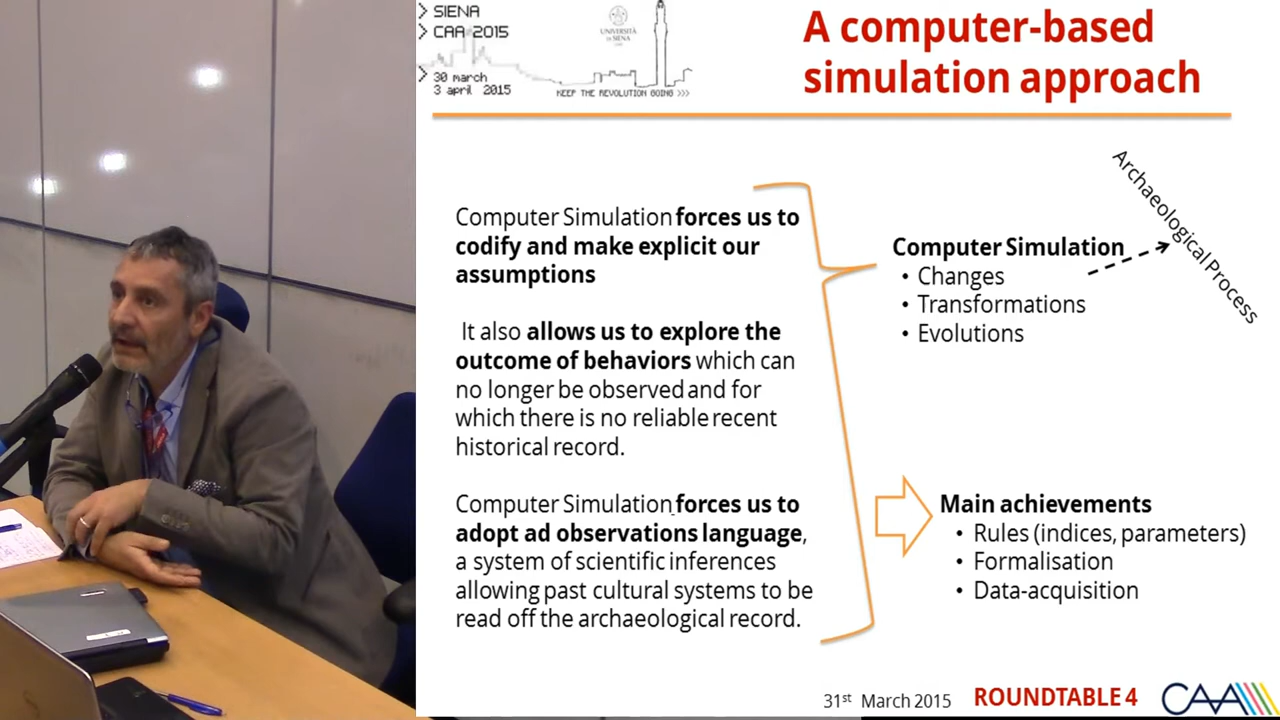 > SIENA
> CAA 2015
> 30 march
3 april 2015
UNIVERSITÀ
DI SIENA
KEEP THE REVOLUTION GOING >>>
A computer-based
simulation approach
Computer Simulation forces us to
codify and make explicit our
assumptions
It also allows us to explore the
outcome of behaviors which can
no longer be observed and for
which there is no reliable recent
historical record.
Computer Simulation forces us to
adopt ad observations language,
a system of scientific inferences
allowing past cultural systems to be
read off the archaeological record.
Computer Simulation
• Changes
• Transformations
• Evolutions
Archaeological Process
Main achievements
• Rules (indices, parameters)
• Formalisation
• Data-acquisition
31st March 2015
ROUNDTABLE 4
CAA